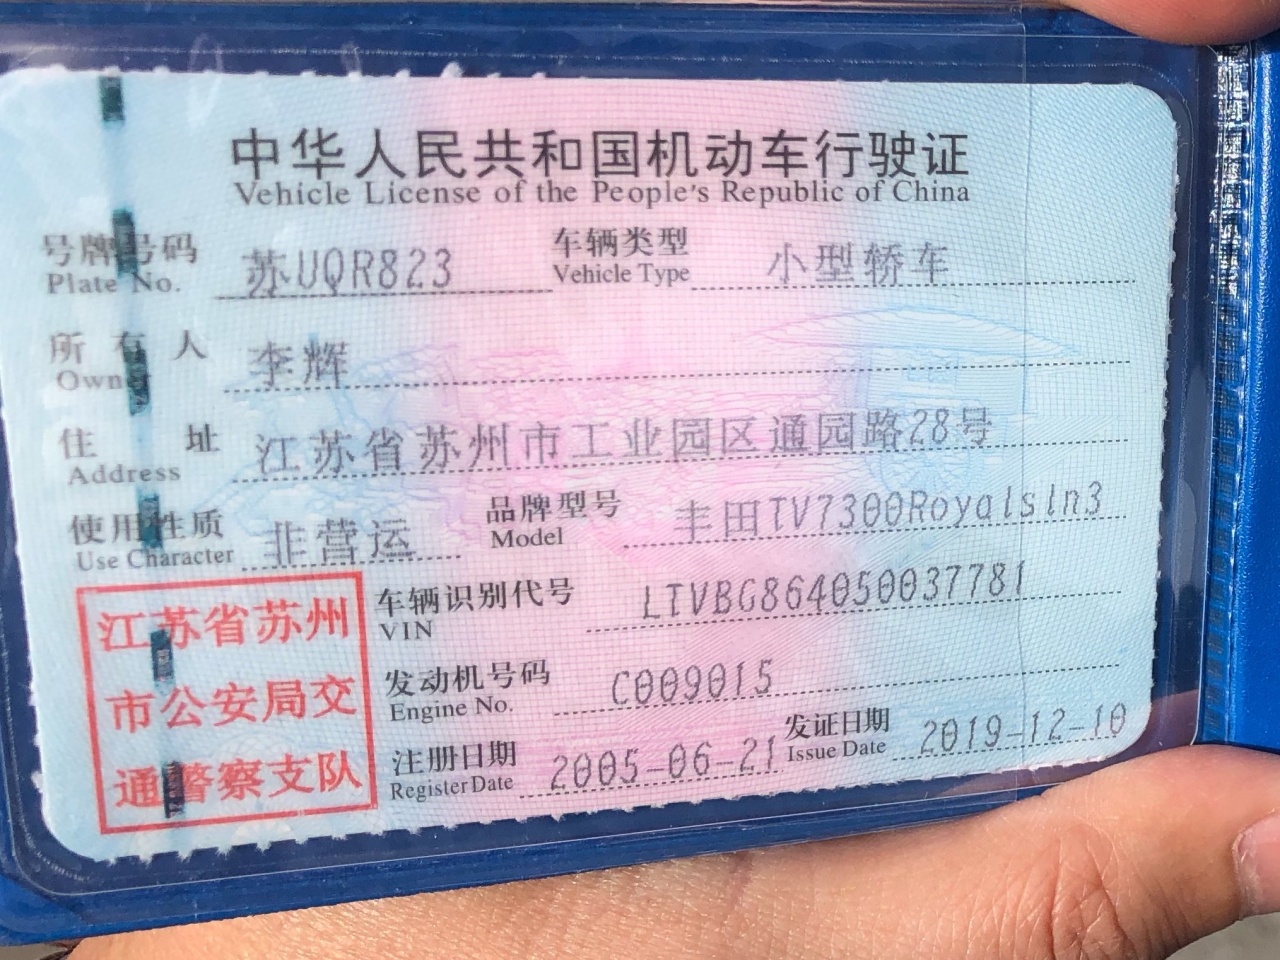 中华人民共和国机动车行驶证
Vehicle License of the People's Republic of China
号牌号码 苏UQR823 车辆类型 小型轿车
Plate No. Vehicle Type
所有人 李辉
Owner
住址 江苏省苏州市工业园区通园路28号
Address
使用性质 非营运 品牌型号 丰田TV7300Royalsln3
Use Character Model
江苏省苏州
市公安局交
通警察支队
车辆识别代号 LTVBG864050037781
VIN
发动机号码 C009015
Engine No.
注册日期 2005-06-21 发证日期 2019-12-10
Register Date Issue Date